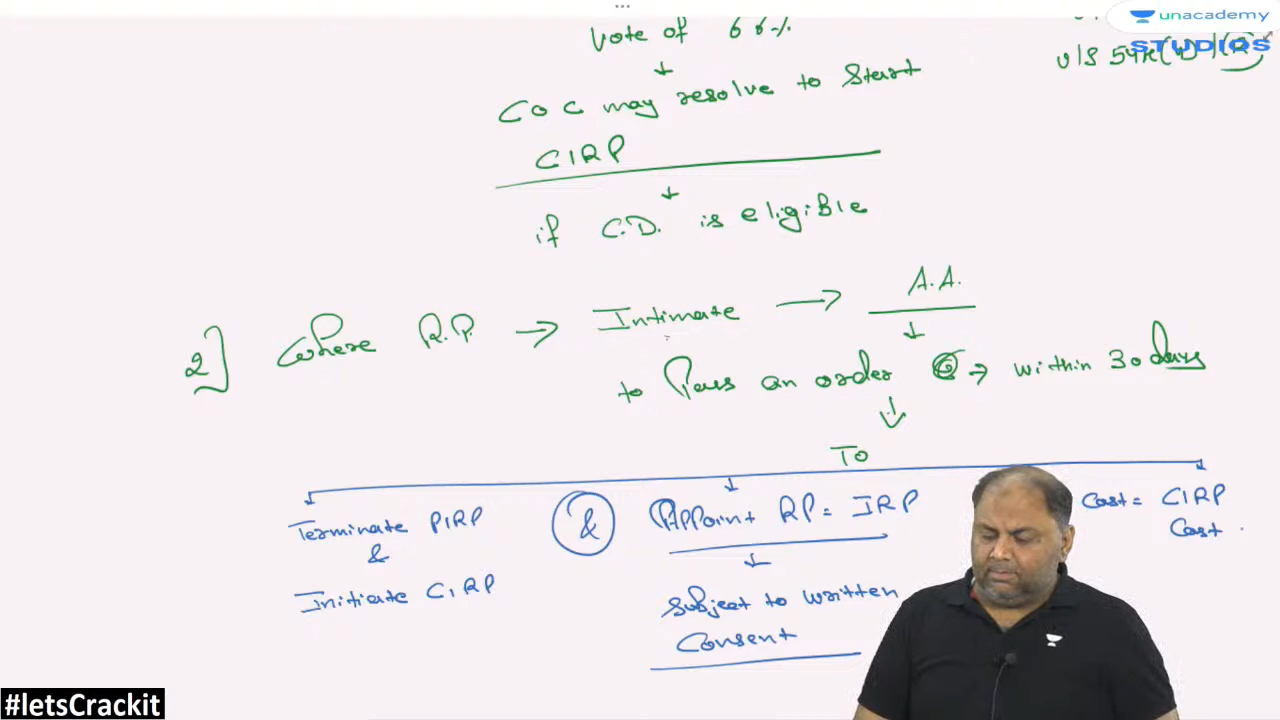 vote of 66%
unacademy
STUDIOS
COC may resolve to start
CIRP
if C.D. is eligible
2] Where R.P. → Intimate → A.A.
to Pass an order → within 30 days
To
Terminate PIRP
&
Initiate CIRP
&
Appoint RP = IRP
subject to written
Consent
Cost = CIRP
Cost
#letsCrackit